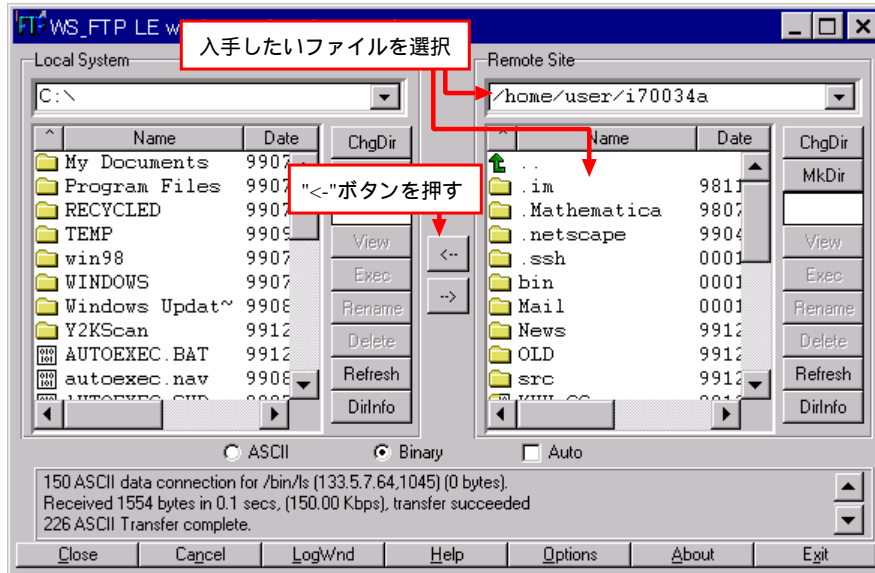 WS_FTP LE
入手したいファイルを選択
Local System
Remote Site
C:\
/home/user/i70034a
^ Name Date
ChgDir
^ Name Date
ChgDir
MkDir
My Documents 9907
Program Files 9907
RECYCLED 9907
TEMP 9909
win98 9907
WINDOWS 9907
Windows Updat~ 9908
Y2KScan 9912
AUTOEXEC.BAT 9912
autoexec.nav 9908
"<-"ボタンを押す
View
Exec
Rename
Delete
Refresh
DirInfo
<--
-->
..
.im 9811
.Mathematica 9807
.netscape 9904
.ssh 0001
bin 0001
Mail 0001
News 9912
OLD 9912
src 9912
View
Exec
Rename
Delete
Refresh
DirInfo
ASCII Binary Auto
150 ASCII data connection for /bin/ls (133.5.7.64,1045) (0 bytes).
Received 1554 bytes in 0.1 secs, (150.00 Kbps), transfer succeeded
226 ASCII Transfer complete.
Close Cancel LogWnd Help Options About Exit